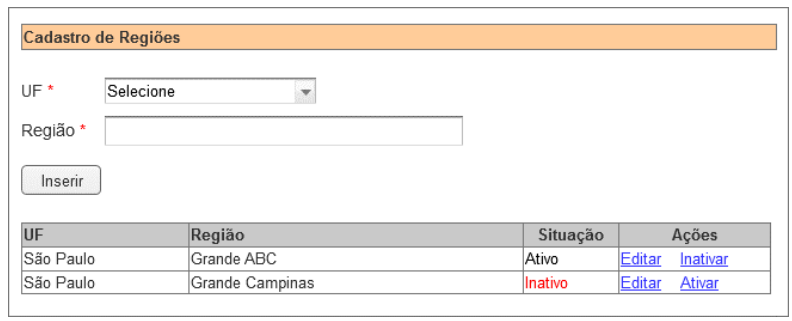 Cadastro de Regiões
UF * Selecione
Região *
Inserir
UF Região Situação Ações
São Paulo Grande ABC Ativo Editar Inativar
São Paulo Grande Campinas Inativo Editar Ativar